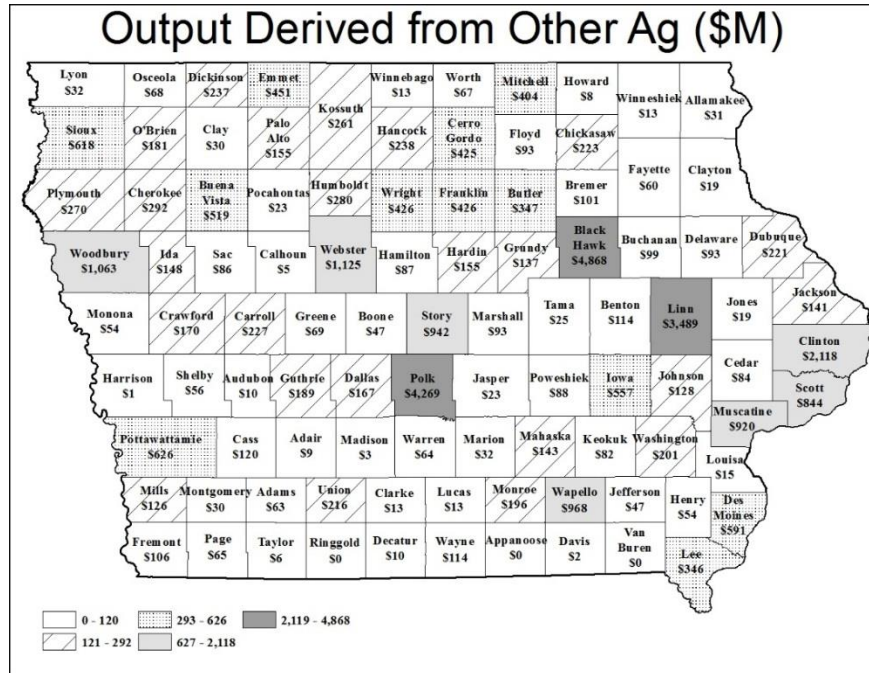 Output Derived from Other Ag ($M)
Lyon
$32
Osceola
$68
Dickinson
$237
Emmet
$451
Kossuth
$261
Winnebago
$13
Worth
$67
Mitchell
$404
Howard
$8
Winneshiek
$13
Allamakee
$31
Sioux
$618
O'Brien
$181
Clay
$30
Palo
Alto
$155
Hancock
$238
Cerro
Gordo
$425
Floyd
$93
Chickasaw
$223
Fayette
$60
Clayton
$19
Plymouth
$270
Cherokee
$292
Buena
Vista
$519
Pocahontas
$23
Humboldt
$280
Wright
$426
Franklin
$426
Butler
$347
Bremer
$101
Woodbury
$1,063
Ida
$148
Sac
$86
Calhoun
$5
Webster
$1,125
Hamilton
$87
Hardin
$155
Grundy
$137
Black
Hawk
$4,868
Buchanan
$99
Delaware
$93
Dubuque
$221
Monona
$54
Crawford
$170
Carroll
$227
Greene
$69
Boone
$47
Story
$942
Marshall
$93
Tama
$25
Benton
$114
Linn
$3,489
Jones
$19
Jackson
$141
Clinton
$2,118
Harrison
$1
Shelby
$56
Audubon
$10
Guthrie
$189
Dallas
$167
Polk
$4,269
Jasper
$23
Poweshiek
$88
Iowa
$557
Johnson
$128
Cedar
$84
Scott
$844
Muscatine
$920
Pottawattamie
$626
Cass
$120
Adair
$9
Madison
$3
Warren
$64
Marion
$32
Mahaska
$143
Keokuk
$82
Washington
$201
Louisa
$15
Mills
$126
Montgomery
$30
Adams
$63
Union
$216
Clarke
$13
Lucas
$13
Monroe
$196
Wapello
$968
Jefferson
$47
Henry
$54
Des
Moines
$591
Fremont
$106
Page
$65
Taylor
$6
Ringgold
$0
Decatur
$10
Wayne
$114
Appanoose
$0
Davis
$2
Van
Buren
$0
Lee
$346
0 - 120
293 - 626
2,119 - 4,868
121 - 292
627 - 2,118